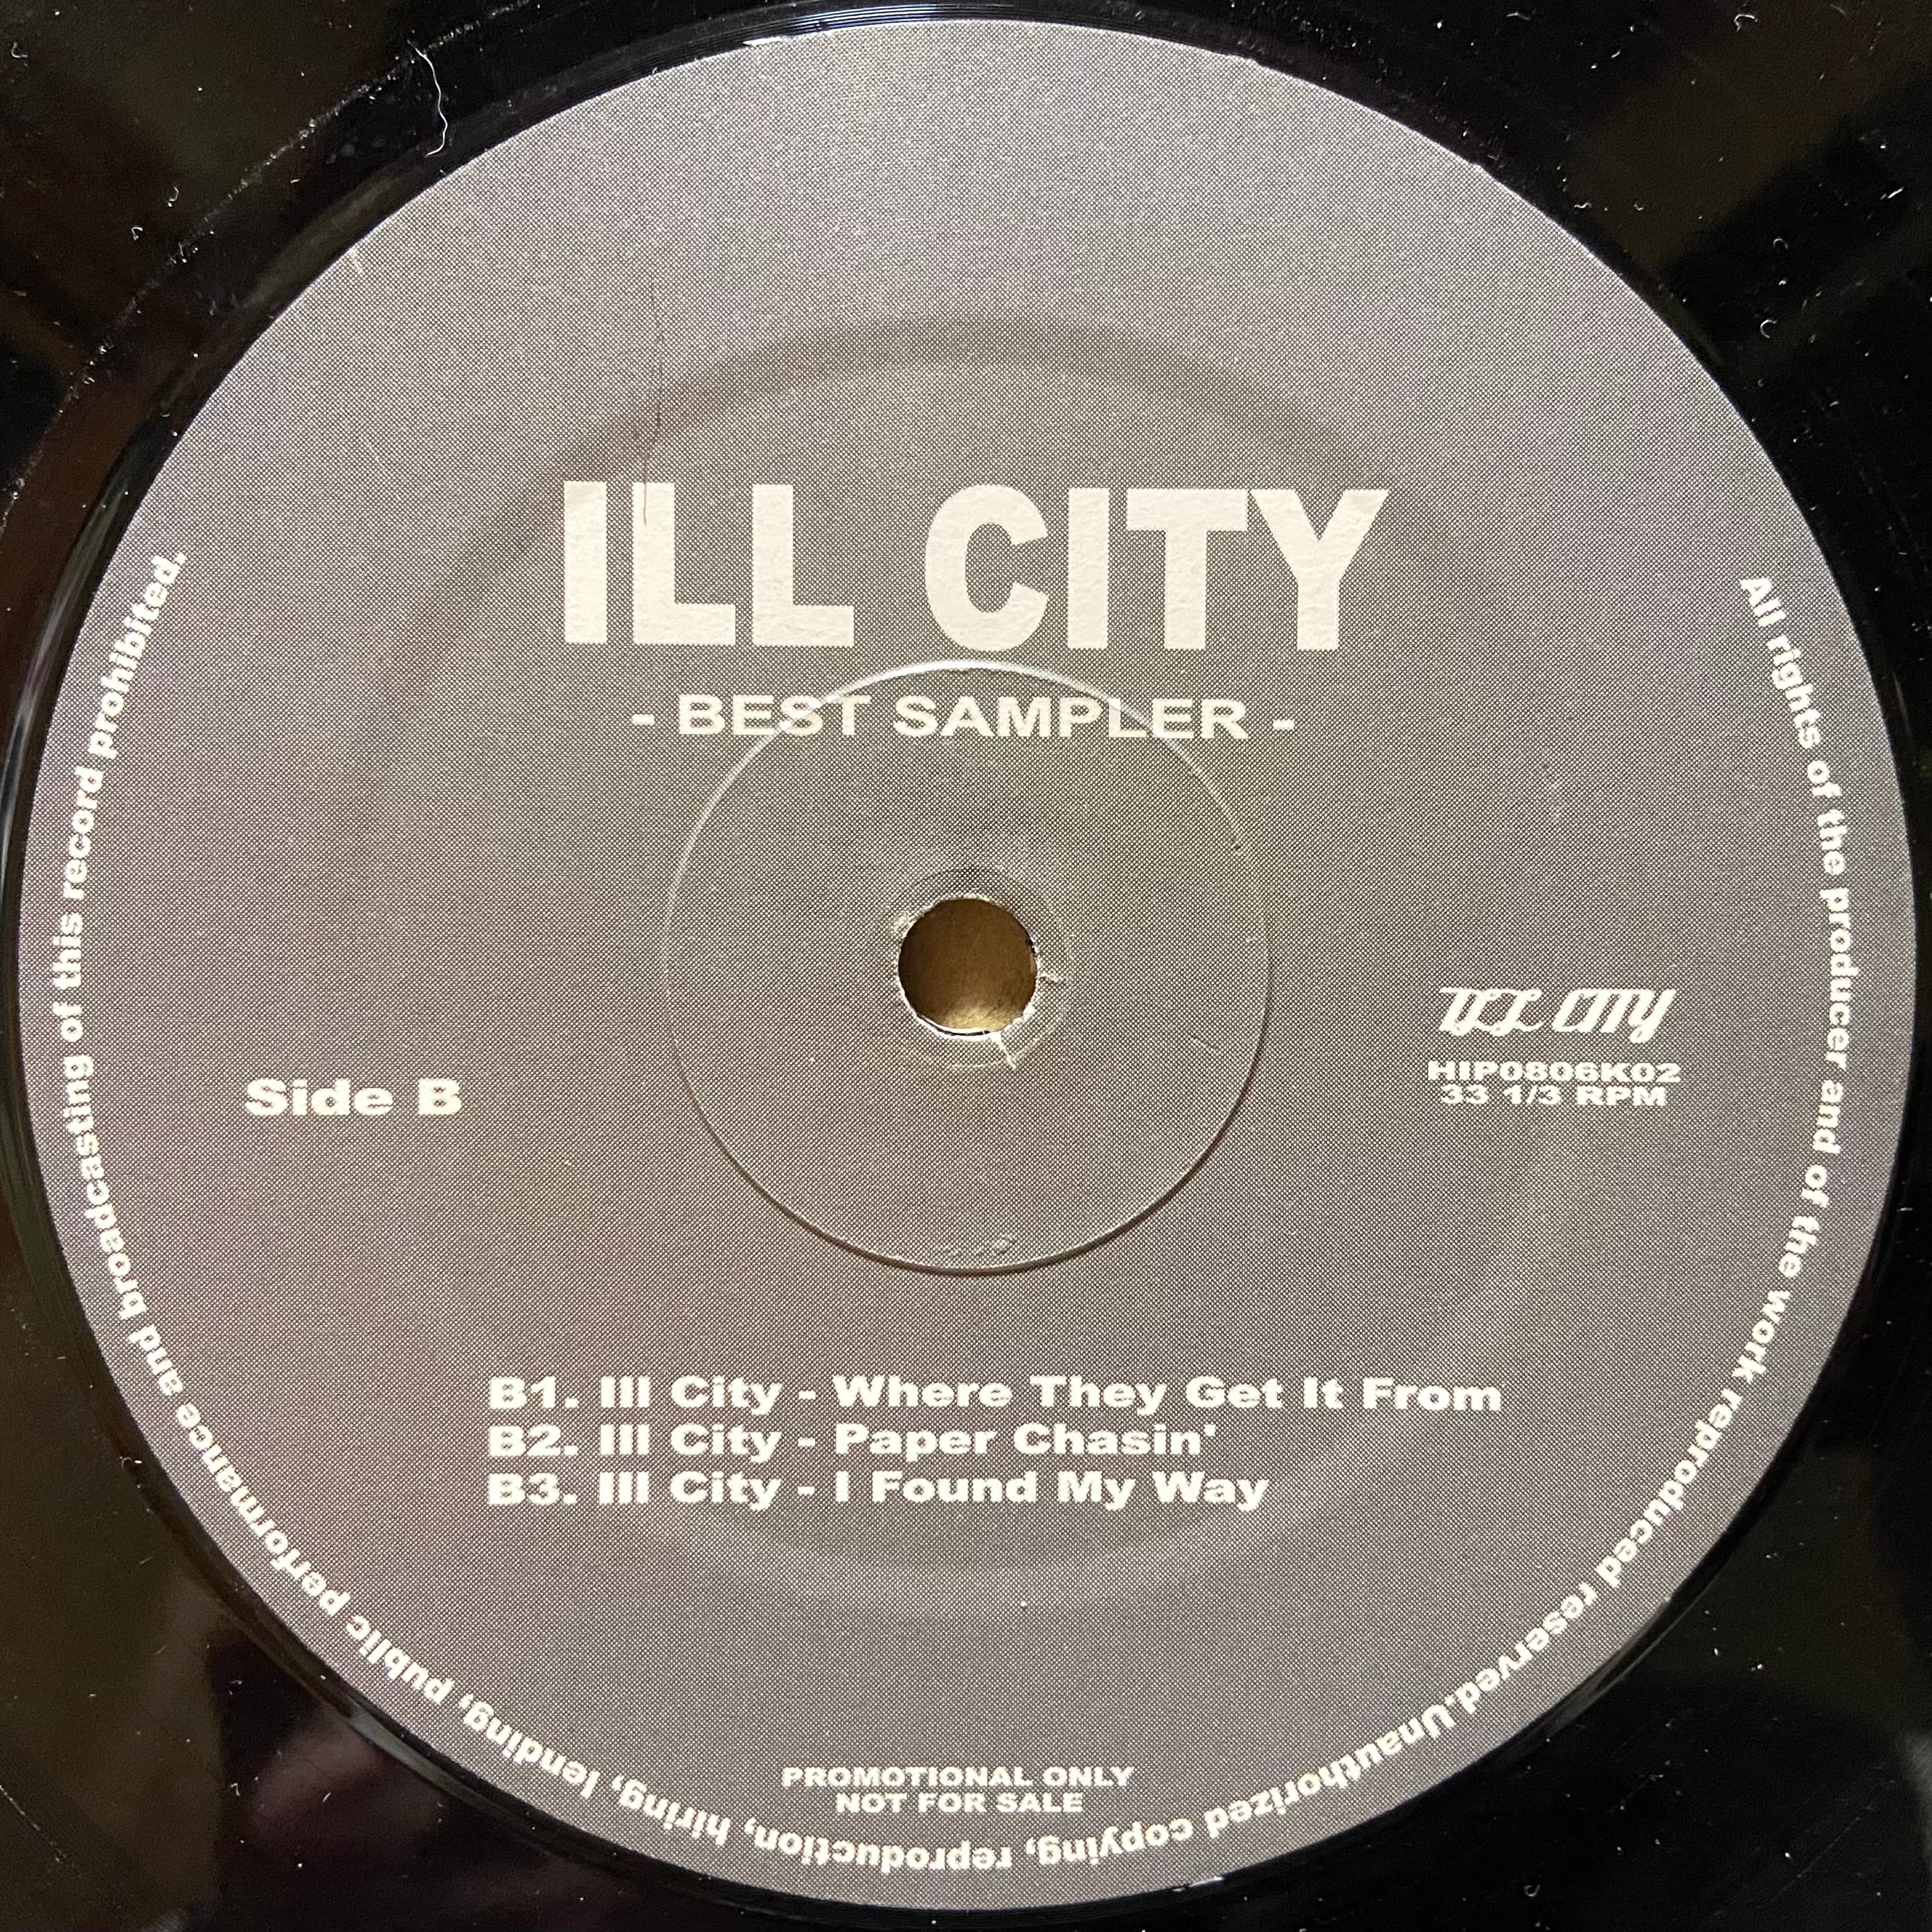 ILL CITY
- BEST SAMPLER -
Side B
ILL CITY
HIP0806K02
33 1/3 RPM
B1. Ill City - Where They Get It From
B2. Ill City - Paper Chasin'
B3. Ill City - I Found My Way
PROMOTIONAL ONLY
NOT FOR SALE
All rights of the producer and of the work reproduced reserved.Unauthorized copying, reproduction, hiring, lending, public performance and broadcasting of this record prohibited.